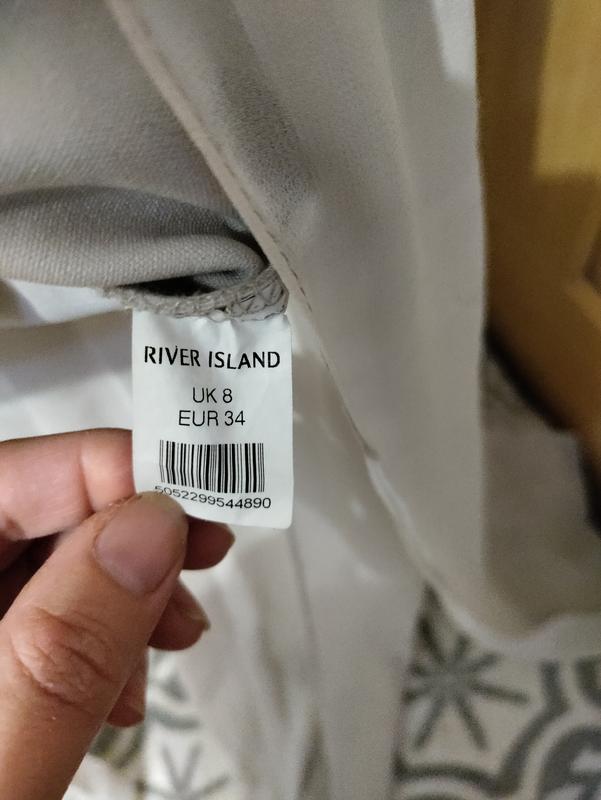 RIVER ISLAND
UK 8
EUR 34
5052299544890